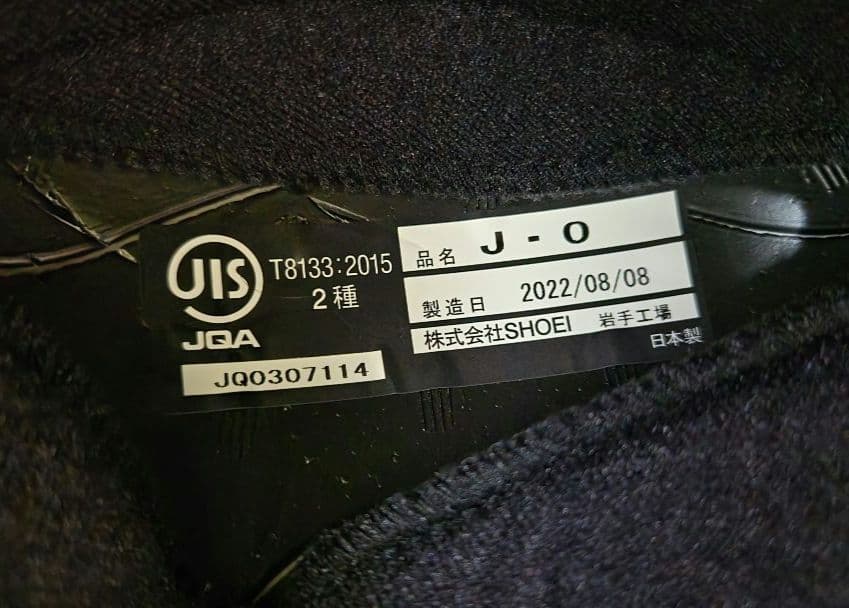 JIS
T8133:2015
2種
JQA
JQ0307114
品名 J-O
製造日 2022/08/08
株式会社SHOEI 岩手工場
日本製